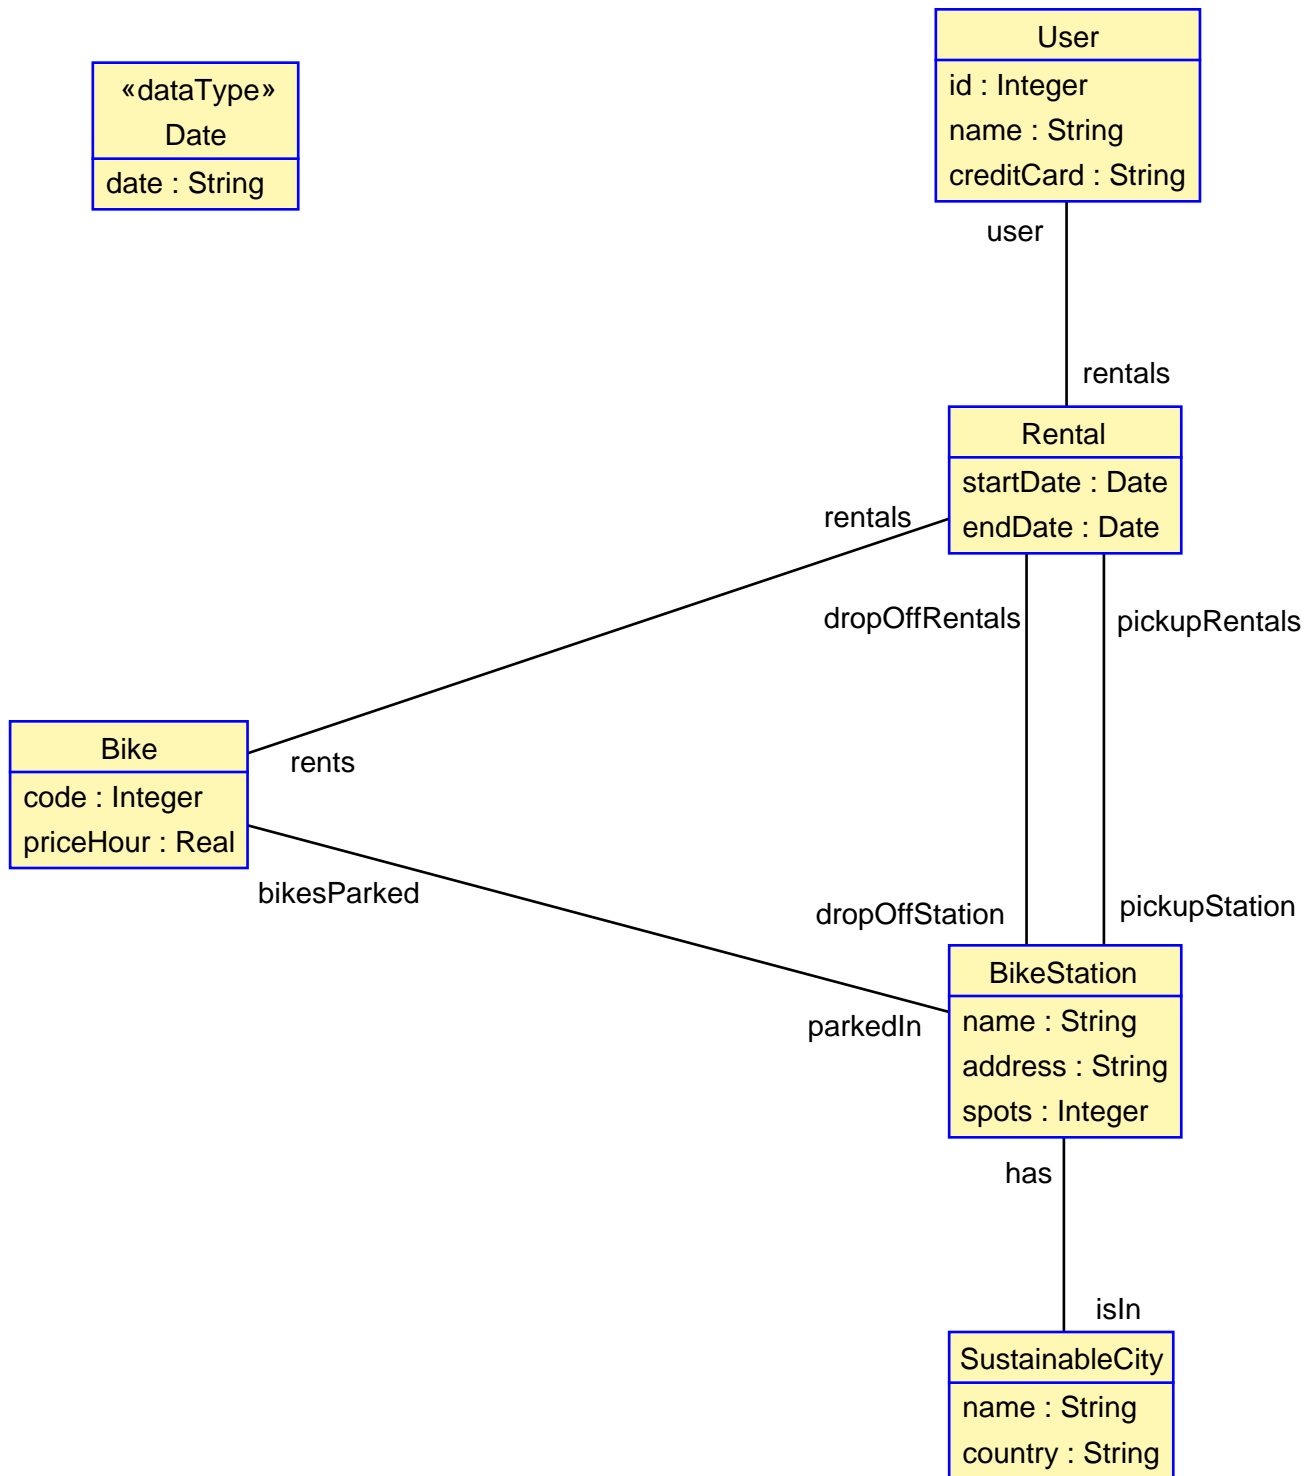 User
id : Integer
name : String
creditCard : String
«dataType»
Date
date : String
user
rentals
Rental
startDate : Date
endDate : Date
rentals
dropOffRentals
pickupRentals
Bike
code : Integer
priceHour : Real
rents
bikesParked
dropOffStation
pickupStation
BikeStation
name : String
address : String
spots : Integer
parkedIn
has
isIn
SustainableCity
name : String
country : String